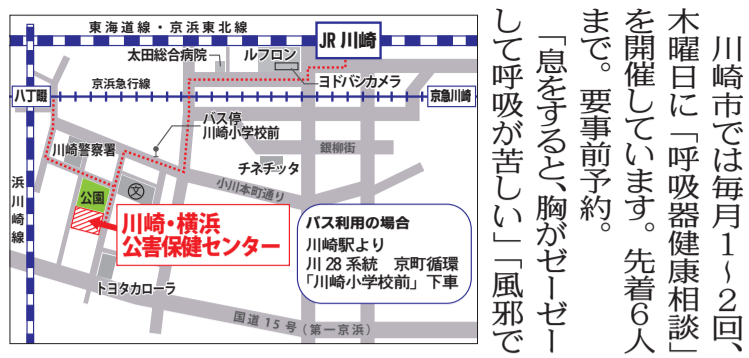 東海道線・京浜東北線
JR 川崎
太田総合病院
ルフロン
ヨドバシカメラ
京浜急行線
八丁畷
京急川崎
バス停
川崎小学校前
川崎警察署
銀柳街
チネチッタ
小川本町通り
浜川崎線
公園
文
川崎・横浜
公害保健センター
バス利用の場合
川崎駅より
川 28 系統　京町循環
「川崎小学校前」下車
トヨタカローラ
国道 15 号（第一京浜）
川崎市では毎月１〜２回、
木曜日に「呼吸器健康相談」
を開催しています。先着６人
まで。要事前予約。
「息をすると、胸がゼーゼー
して呼吸が苦しい」「風邪で